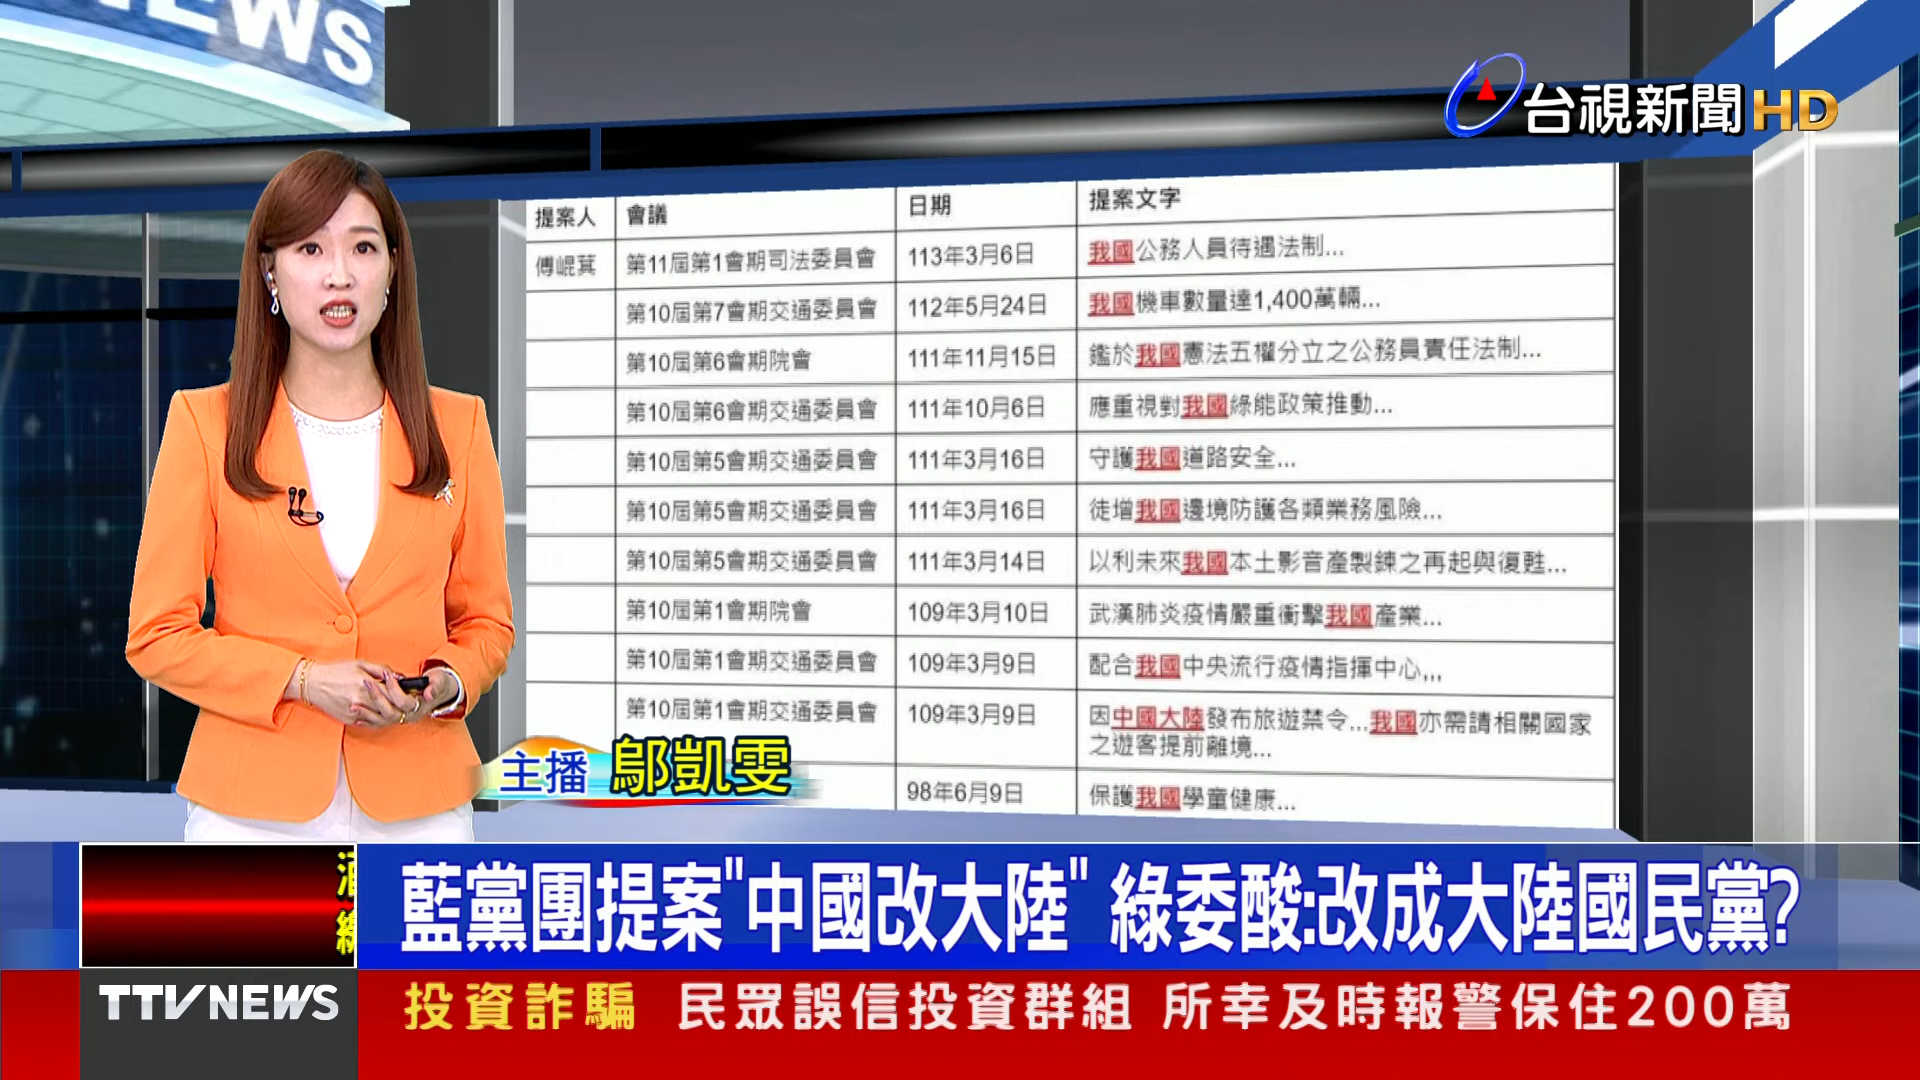 NEWS
台視新聞HD
提案人 會議 日期 提案文字
傅崐萁 第11屆第1會期司法委員會 113年3月6日 我國公務人員待遇法制...
第10屆第7會期交通委員會 112年5月24日 我國機車數量達1,400萬輛...
第10屆第6會期院會 111年11月15日 鑑於我國憲法五權分立之公務員責任法制...
第10屆第6會期交通委員會 111年10月6日 應重視對我國綠能政策推動...
第10屆第5會期交通委員會 111年3月16日 守護我國道路安全...
第10屆第5會期交通委員會 111年3月16日 徒增我國邊境防護各類業務風險...
第10屆第5會期交通委員會 111年3月14日 以利未來我國本土影音產製鍊之再起與復甦...
第10屆第1會期院會 109年3月10日 武漢肺炎疫情嚴重衝擊我國產業...
第10屆第1會期交通委員會 109年3月9日 配合我國中央流行疫情指揮中心,,,
第10屆第1會期交通委員會 109年3月9日 因中國大陸發布旅遊禁令...我國亦需請相關國家
之遊客提前離境...
98年6月9日 保護我國學童健康...
主播 鄔凱雯
藍黨團提案"中國改大陸" 綠委酸:改成大陸國民黨?
TTV NEWS
投資詐騙 民眾誤信投資群組 所幸及時報警保住200萬